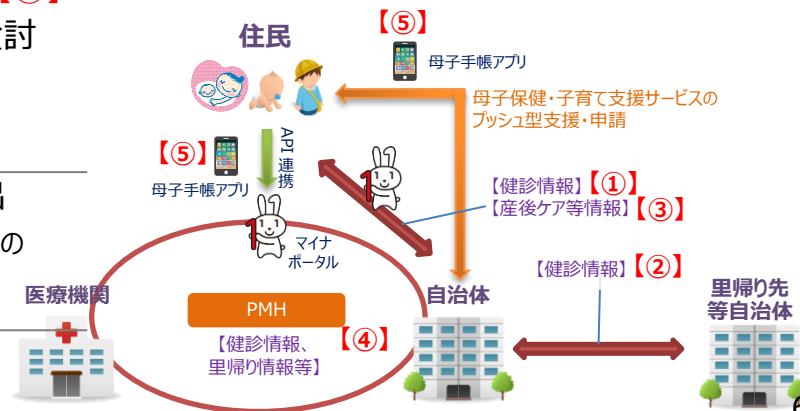 【⑤】
討
住民
母子手帳アプリ
母子保健・子育て支援サービスの
プッシュ型支援・申請
【⑤】
API連携
母子手帳アプリ
【健診情報】【①】
【産後ケア等情報】【③】
の
マイナ
ポータル
【健診情報】【②】
医療機関
PMH
自治体
里帰り先
等自治体
【健診情報、
里帰り情報等】
【④】